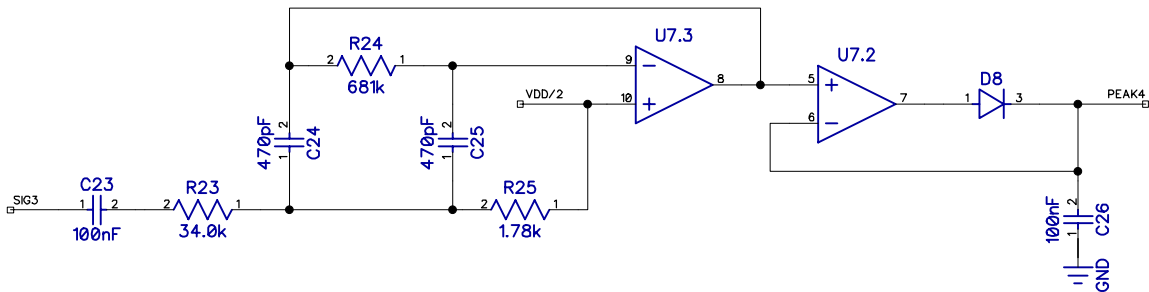 R24
2
1
681k
U7.3
9
10
8
VDD/2
U7.2
5
6
7
D8
1
3
PEAK4
470pF
2
1
C24
470pF
2
1
C25
SIG3
C23
1
2
100nF
R23
2
1
34.0k
R25
2
1
1.78k
100nF
2
1
C26
GND